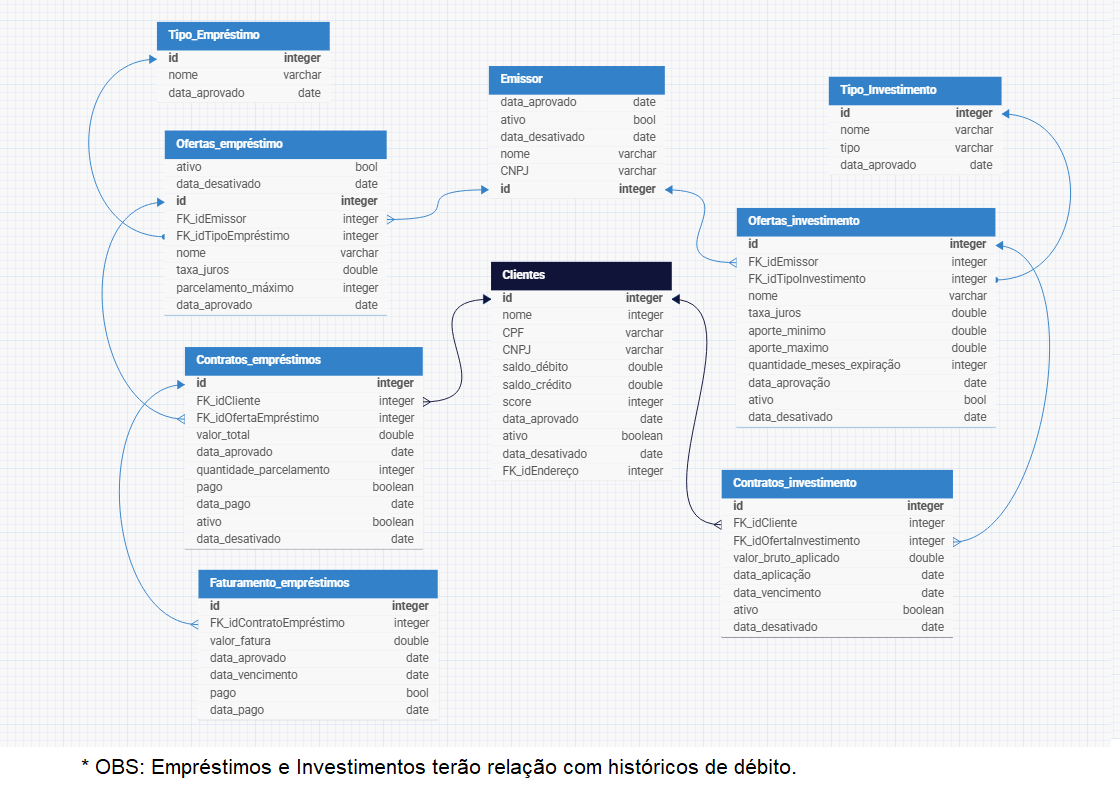 Tipo_Empréstimo
id integer
nome varchar
data_aprovado date
Ofertas_empréstimo
ativo bool
data_desativado date
id integer
FK_idEmissor integer
FK_idTipoEmpréstimo integer
nome varchar
taxa_juros double
parcelamento_máximo integer
data_aprovado date
Contratos_empréstimos
id integer
FK_idCliente integer
FK_idOfertaEmpréstimo integer
valor_total double
data_aprovado date
quantidade_parcelamento integer
pago boolean
data_pago date
ativo boolean
data_desativado date
Faturamento_empréstimos
id integer
FK_idContratoEmpréstimo integer
valor_fatura double
data_aprovado date
data_vencimento date
pago bool
data_pago date
Emissor
data_aprovado date
ativo bool
data_desativado date
nome varchar
CNPJ varchar
id integer
Clientes
id integer
nome integer
CPF varchar
CNPJ varchar
saldo_débito double
saldo_crédito double
score integer
data_aprovado date
ativo boolean
data_desativado date
FK_idEndereço integer
Tipo_Investimento
id integer
nome varchar
tipo varchar
data_aprovado date
Ofertas_investimento
id integer
FK_idEmissor integer
FK_idTipoInvestimento integer
nome varchar
taxa_juros double
aporte_minimo double
aporte_maximo double
quantidade_meses_expiração integer
data_aprovação date
ativo bool
data_desativado date
Contratos_investimento
id integer
FK_idCliente integer
FK_idOfertaInvestimento integer
valor_bruto_aplicado double
data_aplicação date
data_vencimento date
ativo boolean
data_desativado date
* OBS: Empréstimos e Investimentos terão relação com históricos de débito.